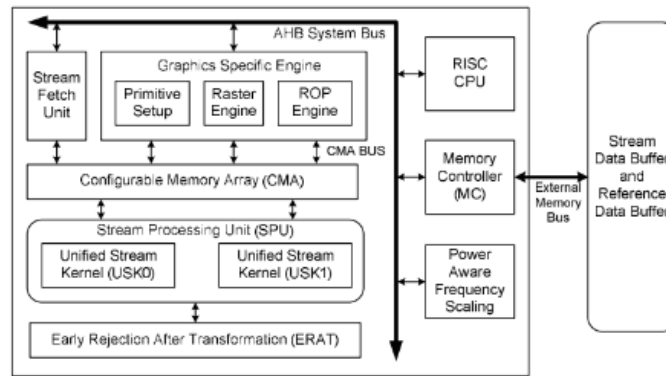 AHB System Bus
Stream
Fetch
Unit
Graphics Specific Engine
Primitive
Setup
Raster
Engine
ROP
Engine
CMA BUS
Configurable Memory Array (CMA)
Stream Processing Unit (SPU)
Unified Stream
Kernel (USK0)
Unified Stream
Kernel (USK1)
Early Rejection After Transformation (ERAT)
RISC
CPU
Memory
Controller
(MC)
Power
Aware
Frequency
Scaling
External
Memory
Bus
Stream
Data Buffer
and
Reference
Data Buffer